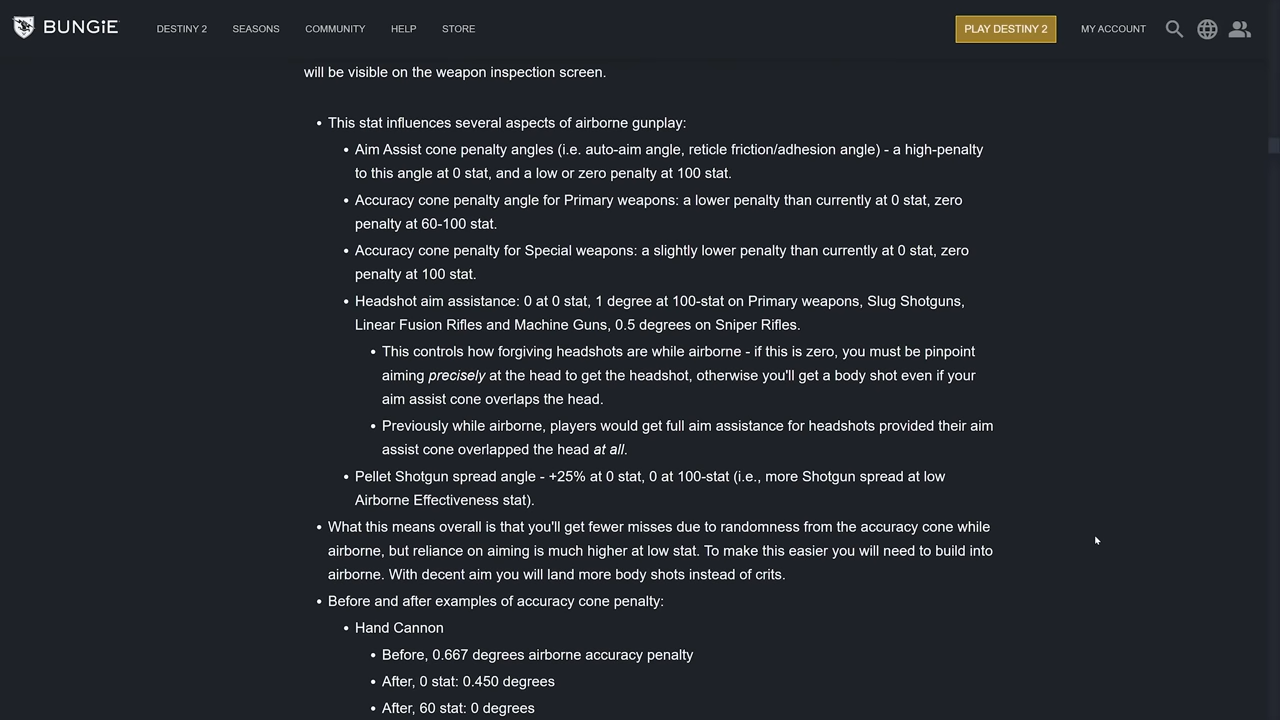 BUNGiE
DESTINY 2 SEASONS COMMUNITY HELP STORE PLAY DESTINY 2 MY ACCOUNT
will be visible on the weapon inspection screen.
• This stat influences several aspects of airborne gunplay:
• Aim Assist cone penalty angles (i.e. auto-aim angle, reticle friction/adhesion angle) - a high-penalty
to this angle at 0 stat, and a low or zero penalty at 100 stat.
• Accuracy cone penalty angle for Primary weapons: a lower penalty than currently at 0 stat, zero
penalty at 60-100 stat.
• Accuracy cone penalty for Special weapons: a slightly lower penalty than currently at 0 stat, zero
penalty at 100 stat.
• Headshot aim assistance: 0 at 0 stat, 1 degree at 100-stat on Primary weapons, Slug Shotguns,
Linear Fusion Rifles and Machine Guns, 0.5 degrees on Sniper Rifles.
• This controls how forgiving headshots are while airborne - if this is zero, you must be pinpoint
aiming precisely at the head to get the headshot, otherwise you'll get a body shot even if your
aim assist cone overlaps the head.
• Previously while airborne, players would get full aim assistance for headshots provided their aim
assist cone overlapped the head at all.
• Pellet Shotgun spread angle - +25% at 0 stat, 0 at 100-stat (i.e., more Shotgun spread at low
Airborne Effectiveness stat).
• What this means overall is that you'll get fewer misses due to randomness from the accuracy cone while
airborne, but reliance on aiming is much higher at low stat. To make this easier you will need to build into
airborne. With decent aim you will land more body shots instead of crits.
• Before and after examples of accuracy cone penalty:
• Hand Cannon
• Before, 0.667 degrees airborne accuracy penalty
• After, 0 stat: 0.450 degrees
• After, 60 stat: 0 degrees